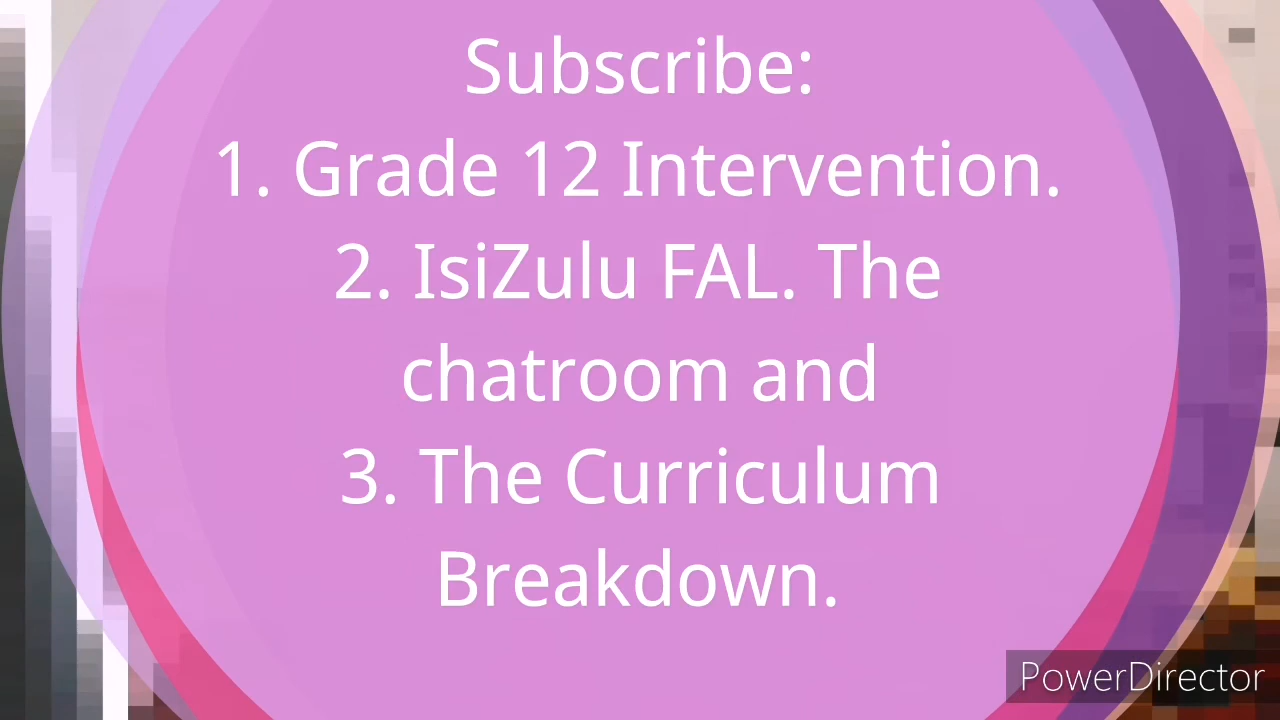 Subscribe:
1. Grade 12 Intervention.
2. IsiZulu FAL. The
chatroom and
3. The Curriculum
Breakdown.
PowerDirector